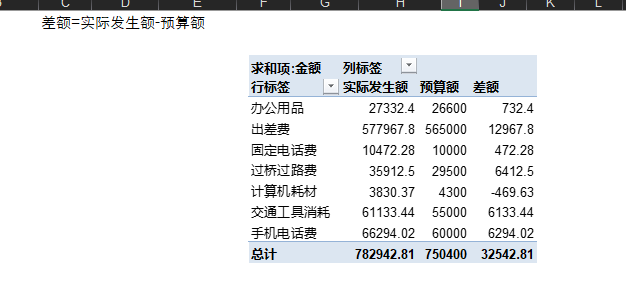 C D E F G H I J K L
差额=实际发生额-预算额
求和项:金额 列标签
行标签 实际发生额 预算额 差额
办公用品 27332.4 26600 732.4
出差费 577967.8 565000 12967.8
固定电话费 10472.28 10000 472.28
过桥过路费 35912.5 29500 6412.5
计算机耗材 3830.37 4300 -469.63
交通工具消耗 61133.44 55000 6133.44
手机电话费 66294.02 60000 6294.02
总计 782942.81 750400 32542.81